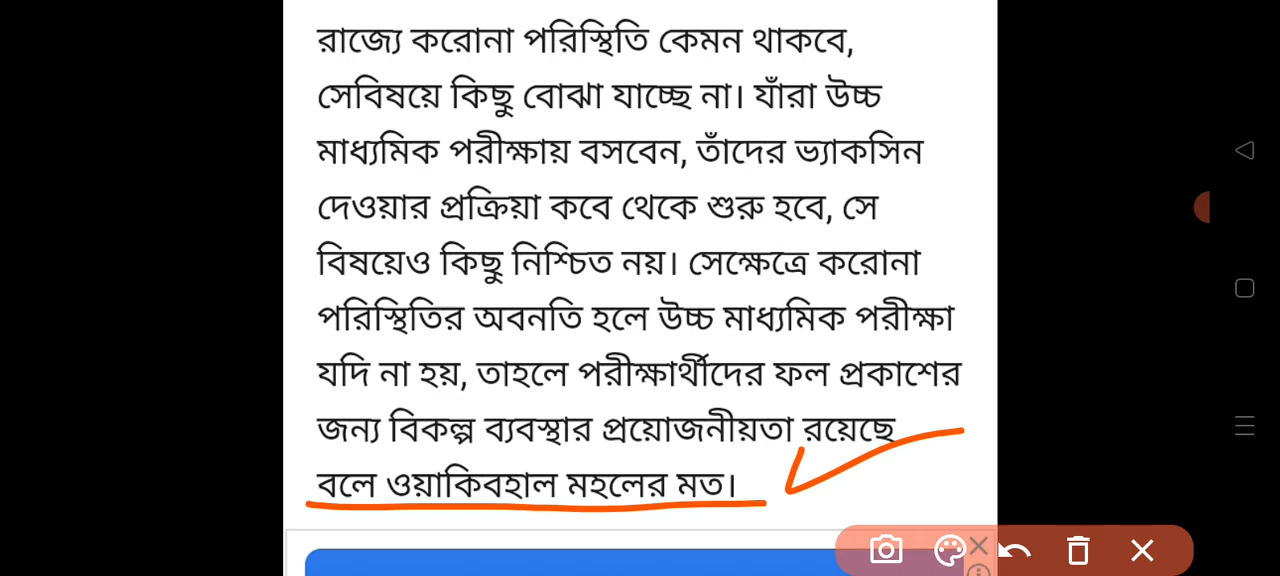 রাজ্যে করোনা পরিস্থিতি কেমন থাকবে,
সেবিষয়ে কিছু বোঝা যাচ্ছে না। যাঁরা উচ্চ
মাধ্যমিক পরীক্ষায় বসবেন, তাঁদের ভ্যাকসিন
দেওয়ার প্রক্রিয়া কবে থেকে শুরু হবে, সে
বিষয়েও কিছু নিশ্চিত নয়। সেক্ষেত্রে করোনা
পরিস্থিতির অবনতি হলে উচ্চ মাধ্যমিক পরীক্ষা
যদি না হয়, তাহলে পরীক্ষার্থীদের ফল প্রকাশের
জন্য বিকল্প ব্যবস্থার প্রয়োজনীয়তা রয়েছে
বলে ওয়াকিবহাল মহলের মত।